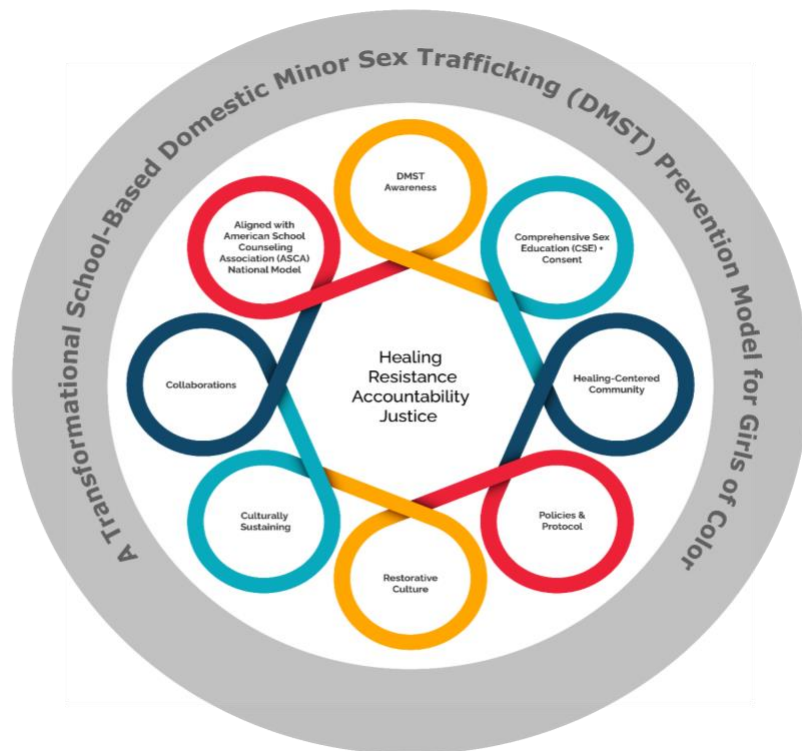 A Transformational School-Based Domestic Minor Sex Trafficking (DMST) Prevention Model for Girls of Color
DMST
Awareness
Comprehensive Sex
Education (CSE) +
Consent
Healing-Centered
Community
Policies &
Protocol
Restorative
Culture
Culturally
Sustaining
Collaborations
Aligned with
American School
Counseling
Association (ASCA)
National Model
Healing
Resistance
Accountability
Justice